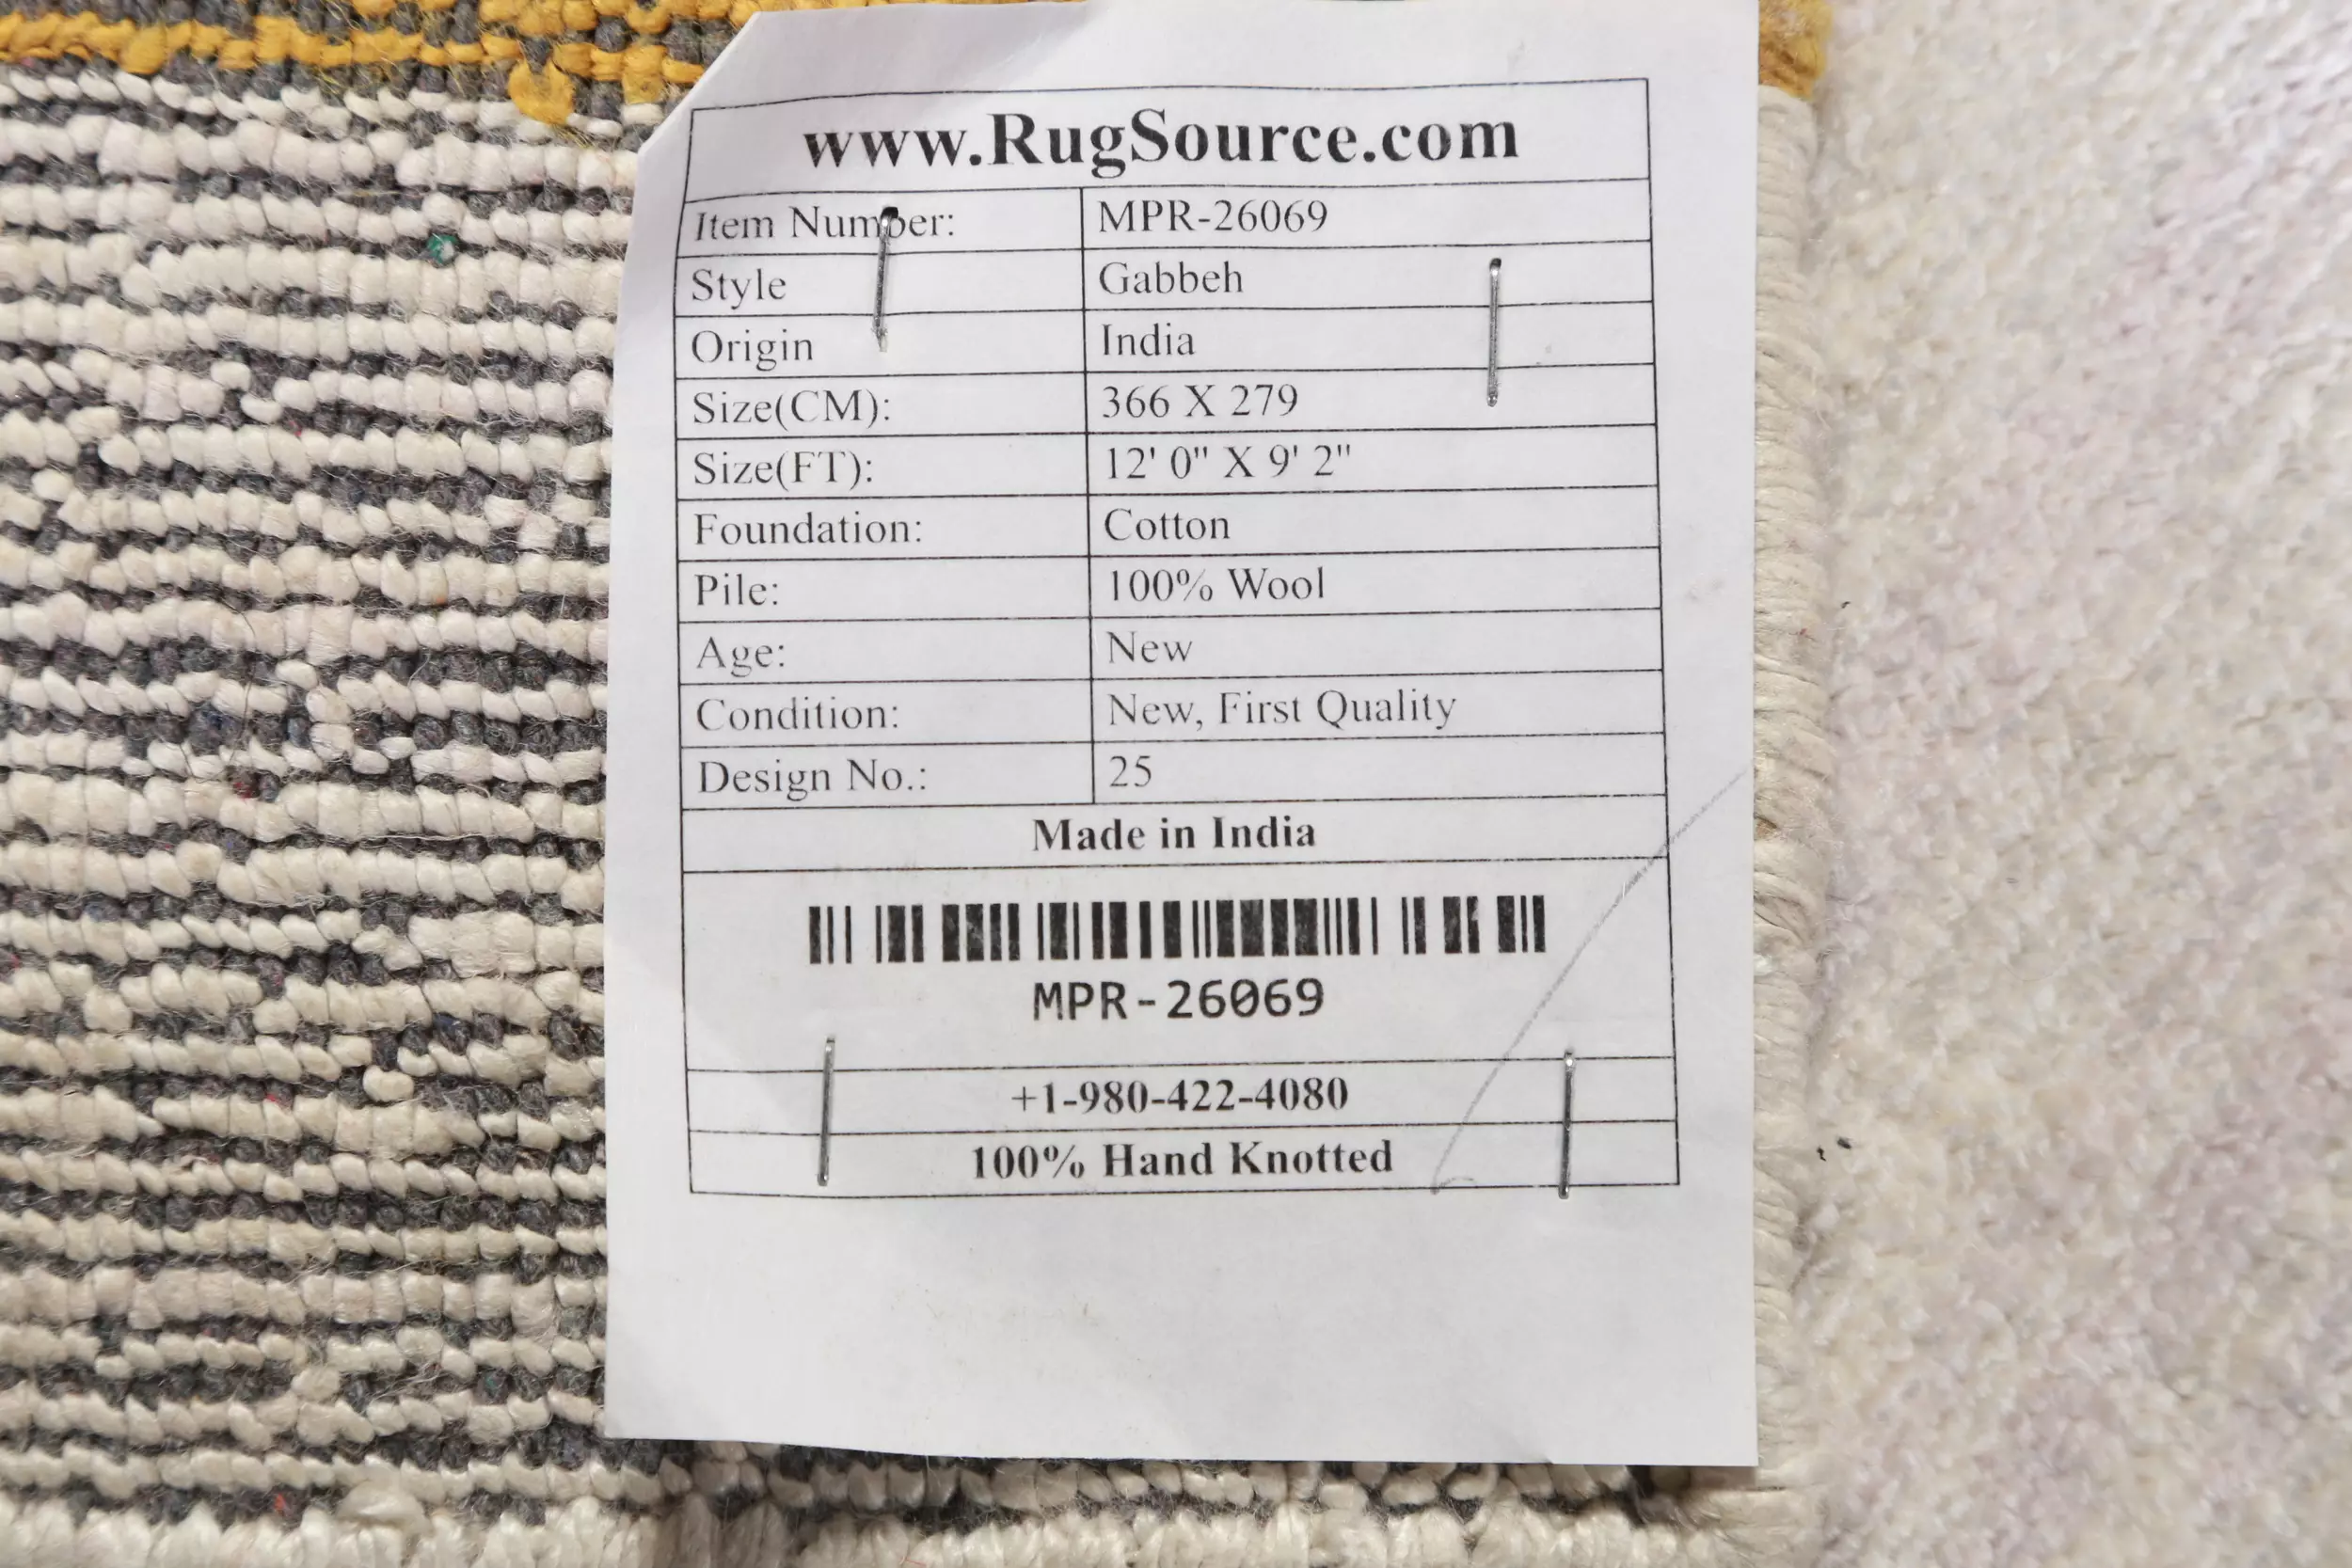 www.RugSource.com
Item Number: MPR-26069
Style Gabbeh
Origin India
Size(CM): 366 X 279
Size(FT): 12' 0" X 9' 2"
Foundation: Cotton
Pile: 100% Wool
Age: New
Condition: New, First Quality
Design No.: 25
Made in India
MPR-26069
+1-980-422-4080
100% Hand Knotted